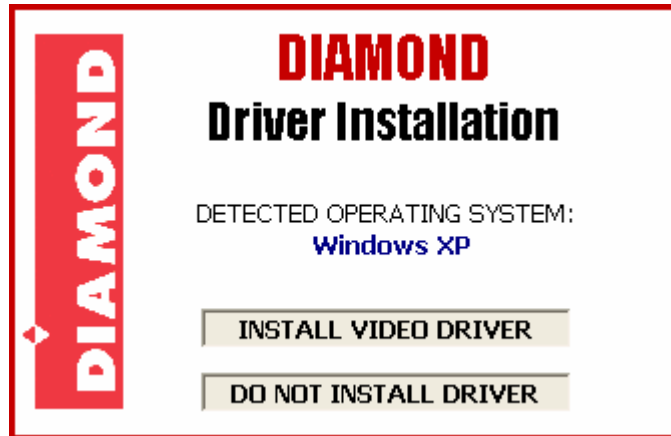 DIAMOND
DIAMOND
Driver Installation
DETECTED OPERATING SYSTEM:
Windows XP
INSTALL VIDEO DRIVER
DO NOT INSTALL DRIVER